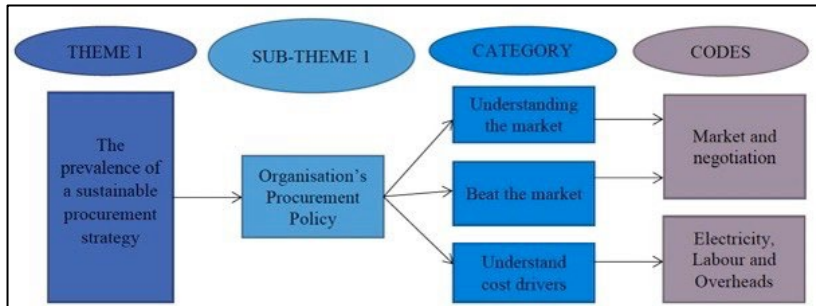 THEME 1
SUB-THEME 1
CATEGORY
CODES
The
prevalence of
a sustainable
procurement
strategy
Organisation's
Procurement
Policy
Understanding
the market
Beat the market
Understand
cost drivers
Market and
negotiation
Electricity,
Labour and
Overheads